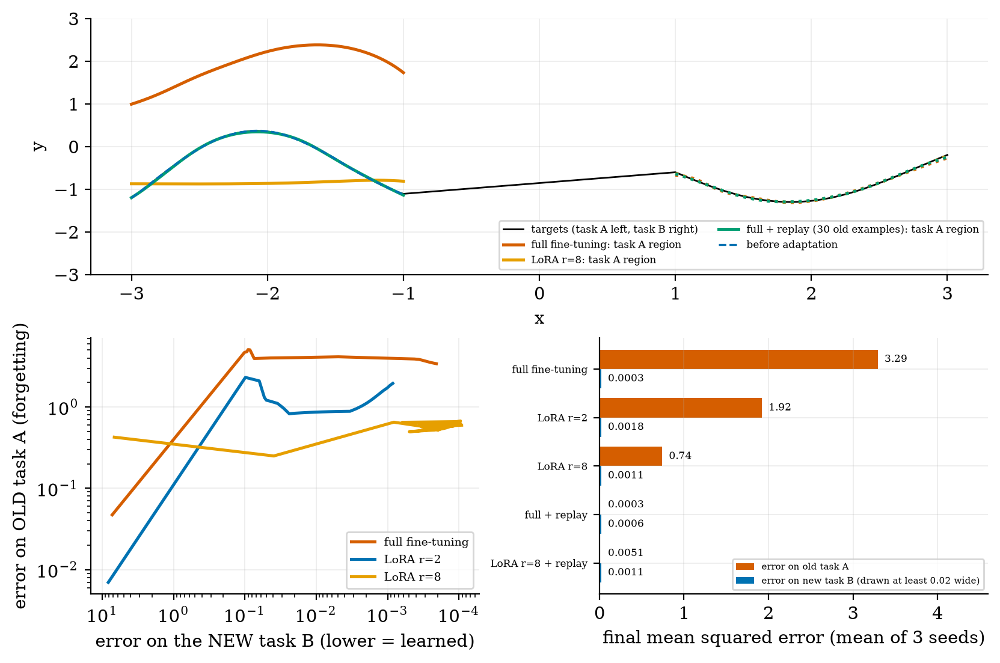 3
2
1
0
−1
−2
−3
y
targets (task A left, task B right)
full fine-tuning: task A region
LoRA r=8: task A region
full + replay (30 old examples): task A region
before adaptation
−3 −2 −1 0 1 2 3
x
error on OLD task A (forgetting)
10⁰
10⁻¹
10⁻²
full fine-tuning
LoRA r=2
LoRA r=8
10¹ 10⁰ 10⁻¹ 10⁻² 10⁻³ 10⁻⁴
error on the NEW task B (lower = learned)
full fine-tuning
3.29
0.0003
LoRA r=2
1.92
0.0018
LoRA r=8
0.74
0.0011
full + replay
0.0003
0.0006
LoRA r=8 + replay
0.0051
0.0011
error on old task A
error on new task B (drawn at least 0.02 wide)
0 1 2 3 4
final mean squared error (mean of 3 seeds)